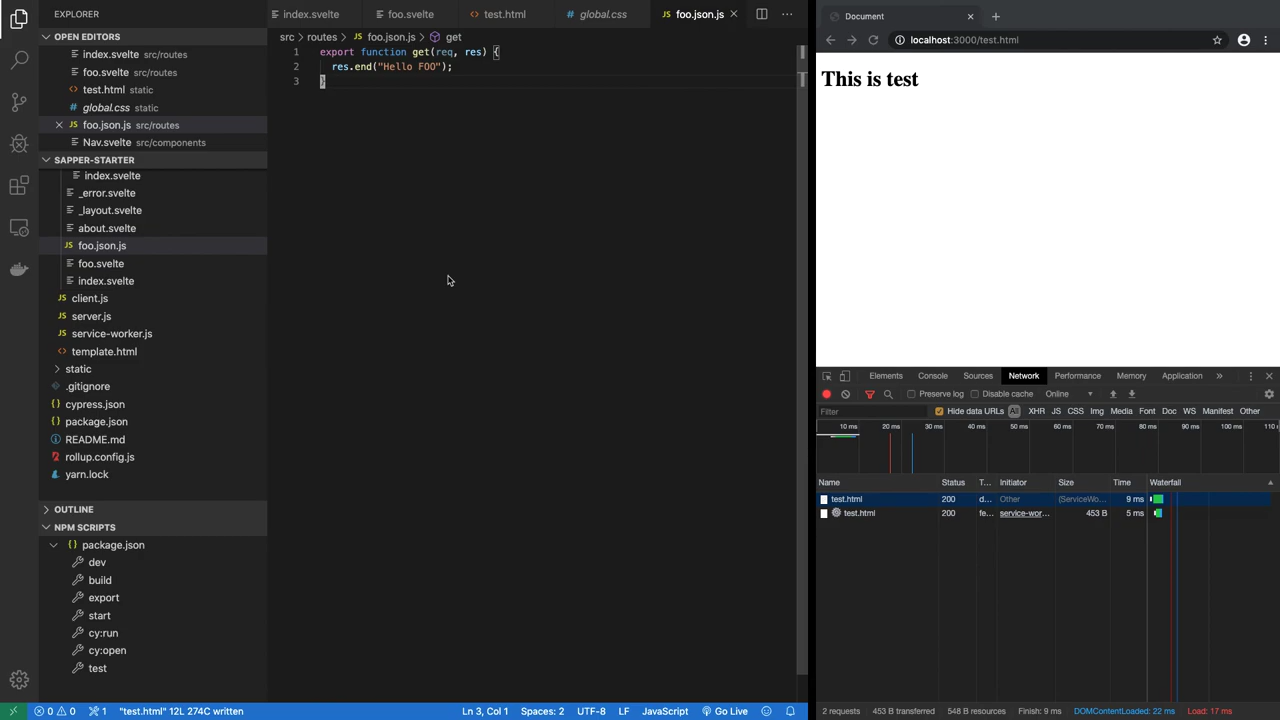 EXPLORER
OPEN EDITORS
index.svelte src/routes
foo.svelte src/routes
test.html static
global.css static
foo.json.js src/routes
Nav.svelte src/components
SAPPER-STARTER
index.svelte
_error.svelte
_layout.svelte
about.svelte
foo.json.js
foo.svelte
index.svelte
client.js
server.js
service-worker.js
template.html
static
.gitignore
cypress.json
package.json
README.md
rollup.config.js
yarn.lock
OUTLINE
NPM SCRIPTS
package.json
dev
build
export
start
cy:run
cy:open
test
index.svelte foo.svelte test.html global.css foo.json.js
src > routes > JS foo.json.js > get
1 export function get(req, res) {
2 res.end("Hello FOO");
3 }
0 0 1 "test.html" 12L 274C written Ln 3, Col 1 Spaces: 2 UTF-8 LF JavaScript Go Live
Document
localhost:3000/test.html
This is test
Elements Console Sources Network Performance Memory Application »
Preserve log Disable cache Online
Filter Hide data URLs All XHR JS CSS Img Media Font Doc WS Manifest Other
10 ms 20 ms 30 ms 40 ms 50 ms 60 ms 70 ms 80 ms 90 ms 100 ms 110
Name Status T... Initiator Size Time Waterfall
test.html 200 d... Other (ServiceWo... 9 ms
test.html 200 fe... service-wor... 453 B 5 ms
2 requests 453 B transferred 548 B resources Finish: 9 ms DOMContentLoaded: 22 ms Load: 17 ms